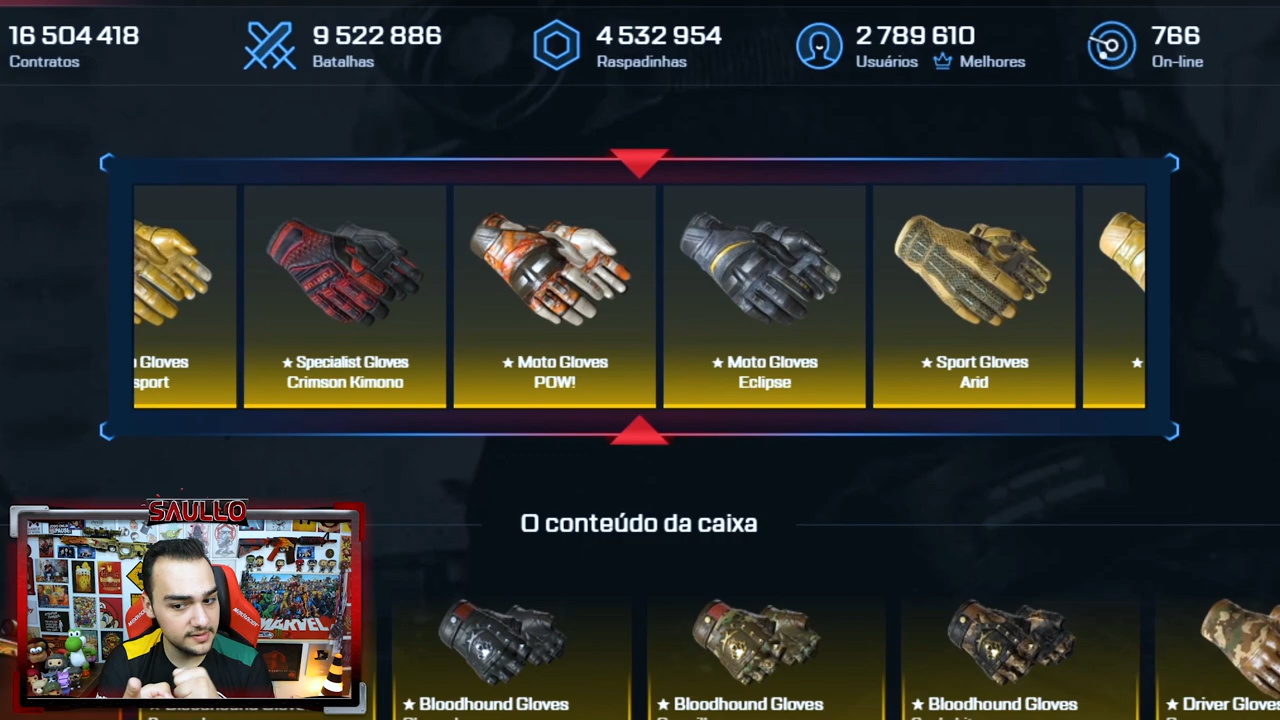 16 504 418
Contratos
9 522 886
Batalhas
4 532 954
Raspadinhas
2 789 610
Usuários Melhores
766
On-line
Gloves
sport
★ Specialist Gloves
Crimson Kimono
★ Moto Gloves
POW!
★ Moto Gloves
Eclipse
★ Sport Gloves
Arid
★
SAULLO
MARVEL
O conteúdo da caixa
★ Bloodhound Gloves
★ Bloodhound Gloves
★ Bloodhound Gloves
★ Driver Gloves